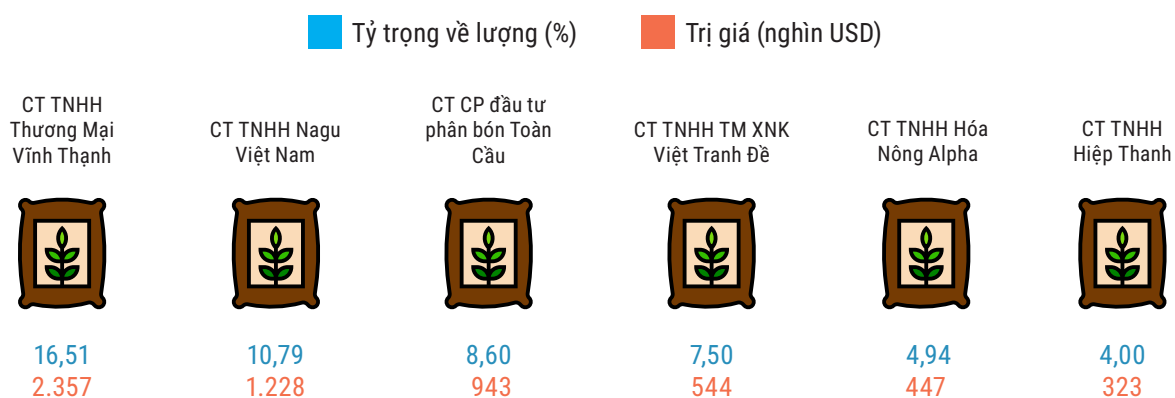 Tỷ trọng về lượng (%)
Trị giá (nghìn USD)
CT TNHH
Thương Mại
Vĩnh Thạnh
CT TNHH Nagu
Việt Nam
CT CP đầu tư
phân bón Toàn
Cầu
CT TNHH TM XNK
Việt Tranh Đề
CT TNHH Hóa
Nông Alpha
CT TNHH
Hiệp Thanh
16,51
2.357
10,79
1.228
8,60
943
7,50
544
4,94
447
4,00
323